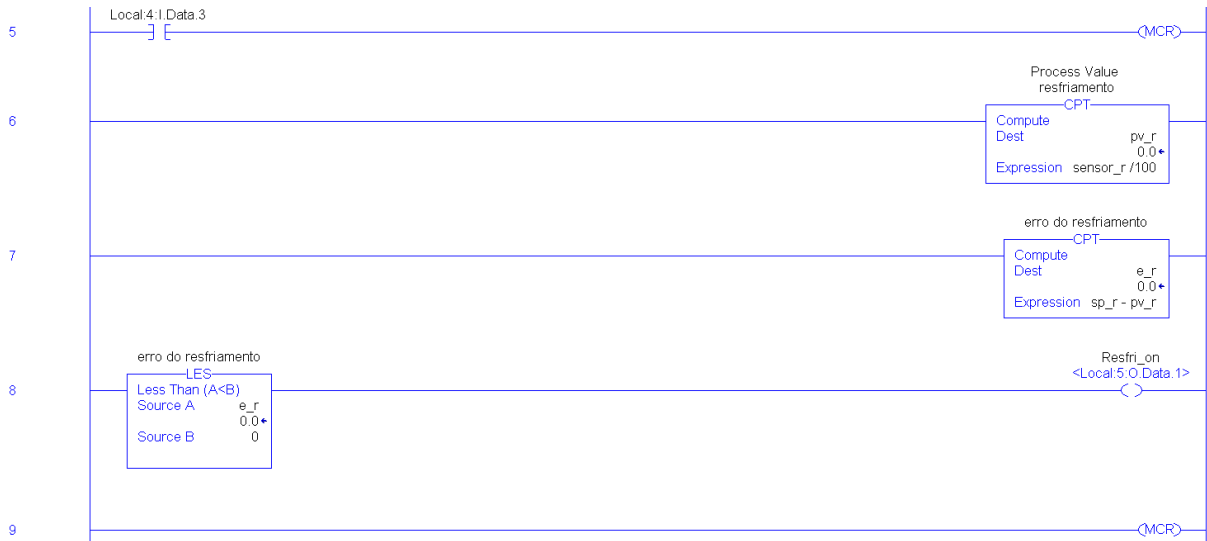 Local:4:I.Data.3
5
MCR
Process Value
resfriamento
CPT
6
Compute
Dest pv_r
0.0
Expression sensor_r /100
erro do resfriamento
CPT
7
Compute
Dest e_r
0.0
Expression sp_r - pv_r
erro do resfriamento
LES
Resfri_on
<Local:5:O.Data.1>
8
Less Than (A<B)
Source A e_r
0.0
Source B 0
9
MCR